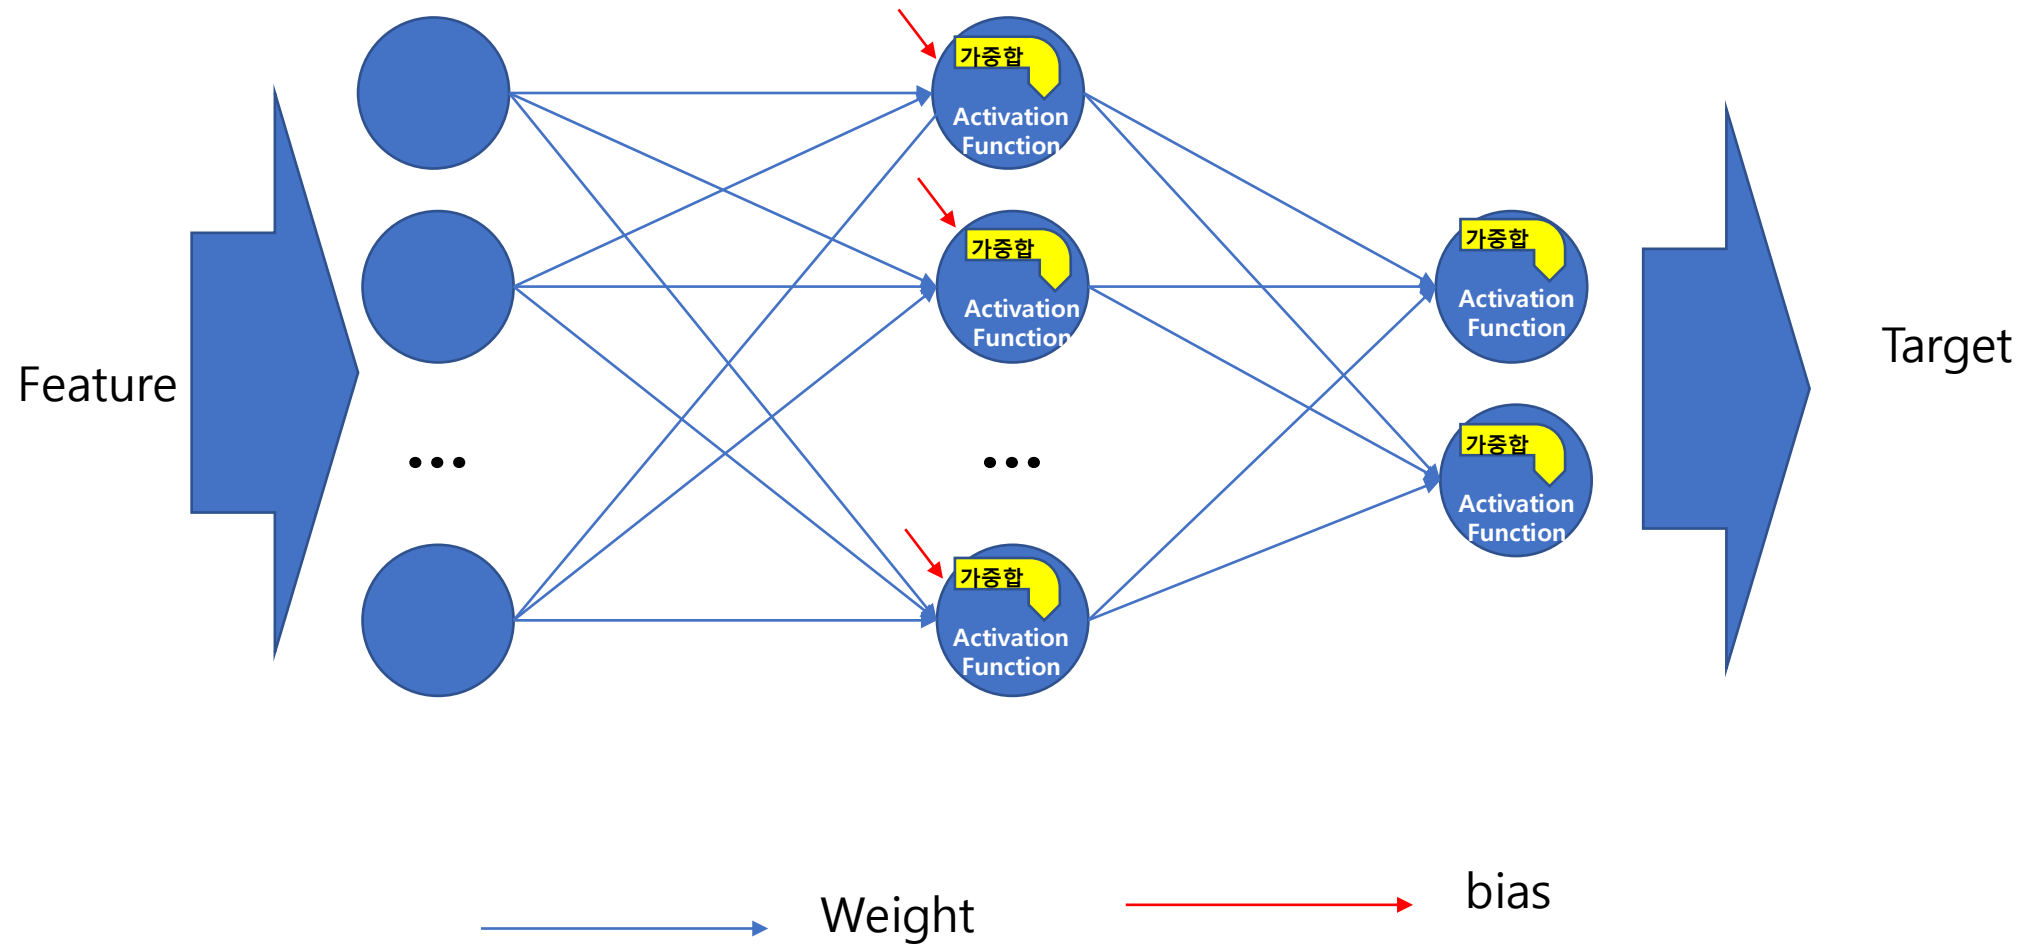 가중합
Activation
Function
가중합
Activation
Function
가중합
Activation
Function
Feature
Target
...
...
가중합
Activation
Function
가중합
Activation
Function
Weight
bias